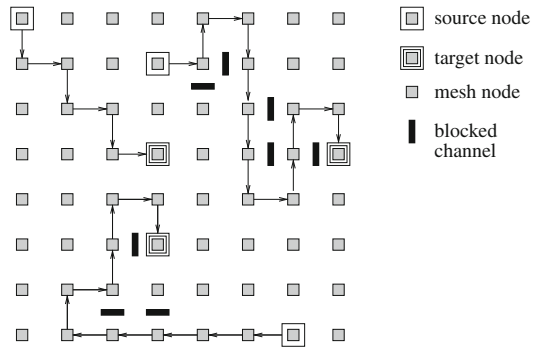 source node
target node
mesh node
blocked
channel